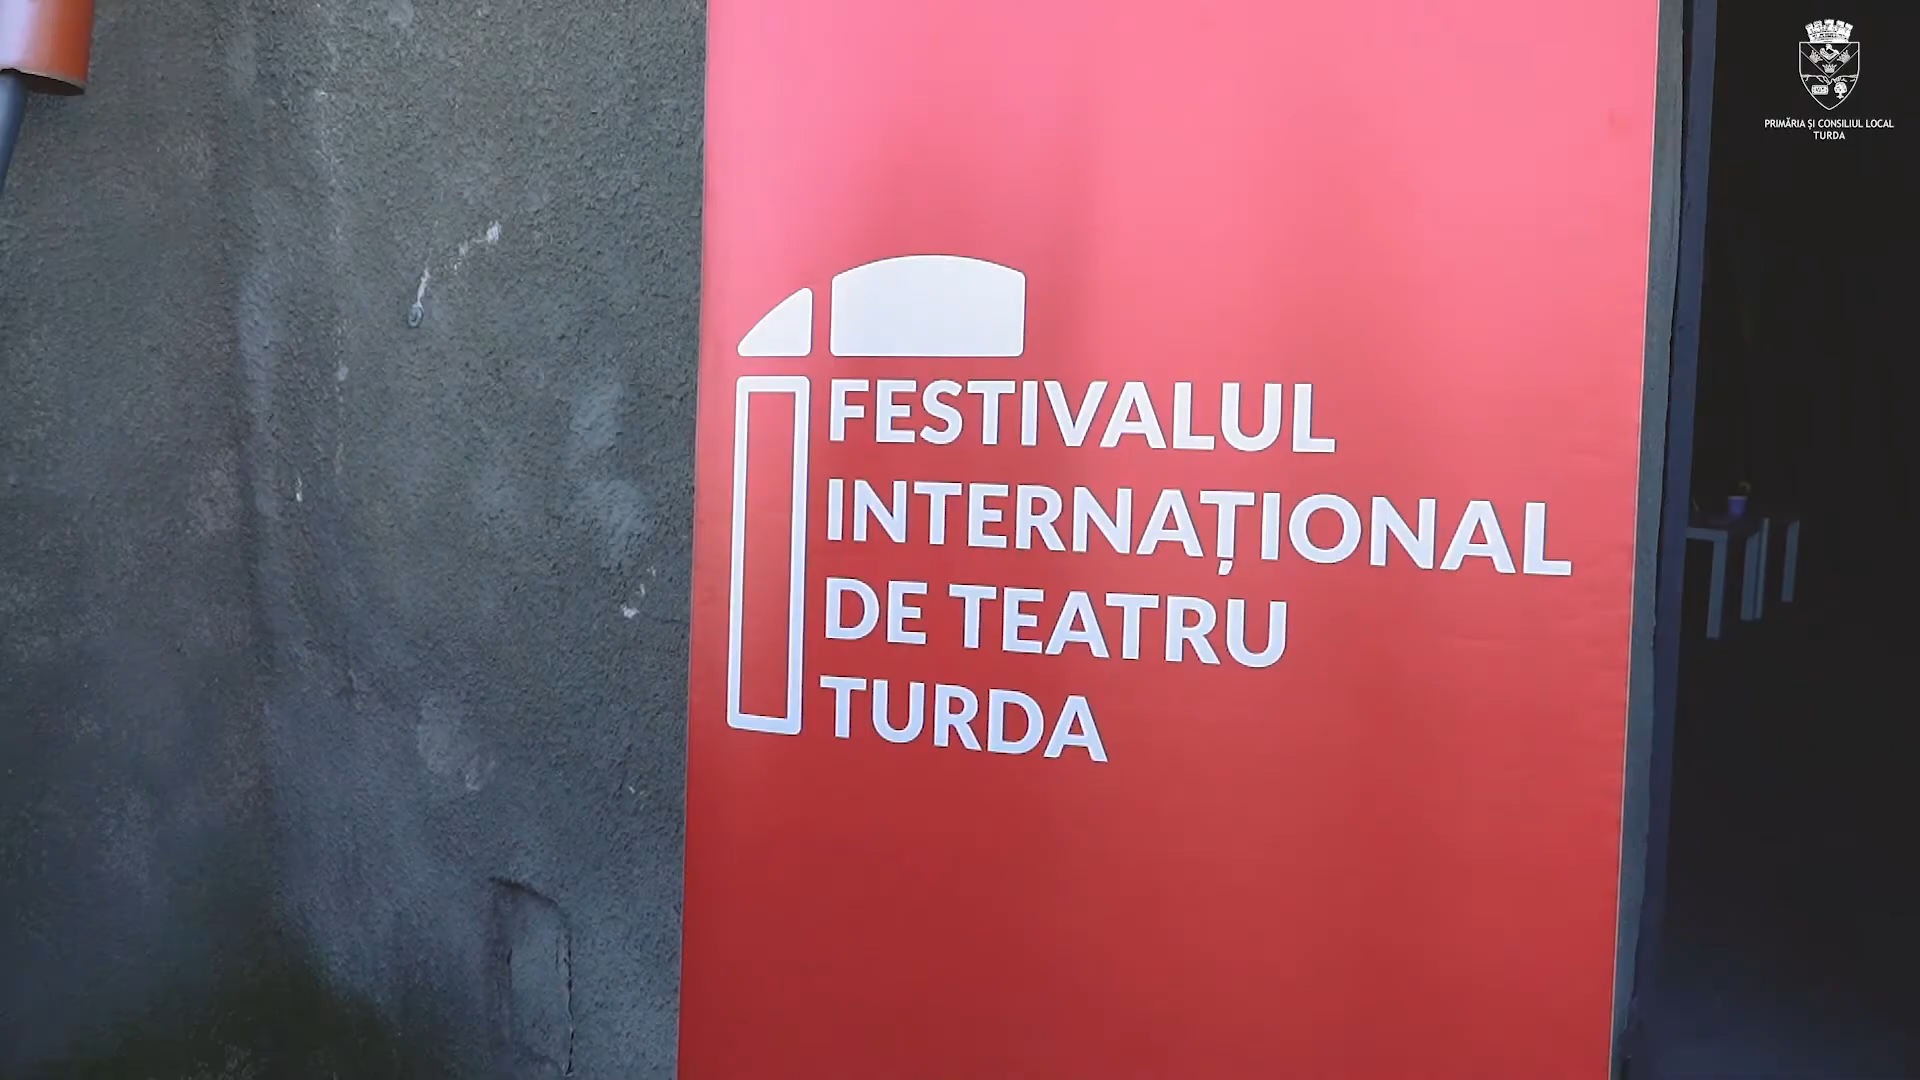 FESTIVALUL
INTERNAȚIONAL
DE TEATRU
TURDA
PRIMĂRIA ȘI CONSILIUL LOCAL
TURDA